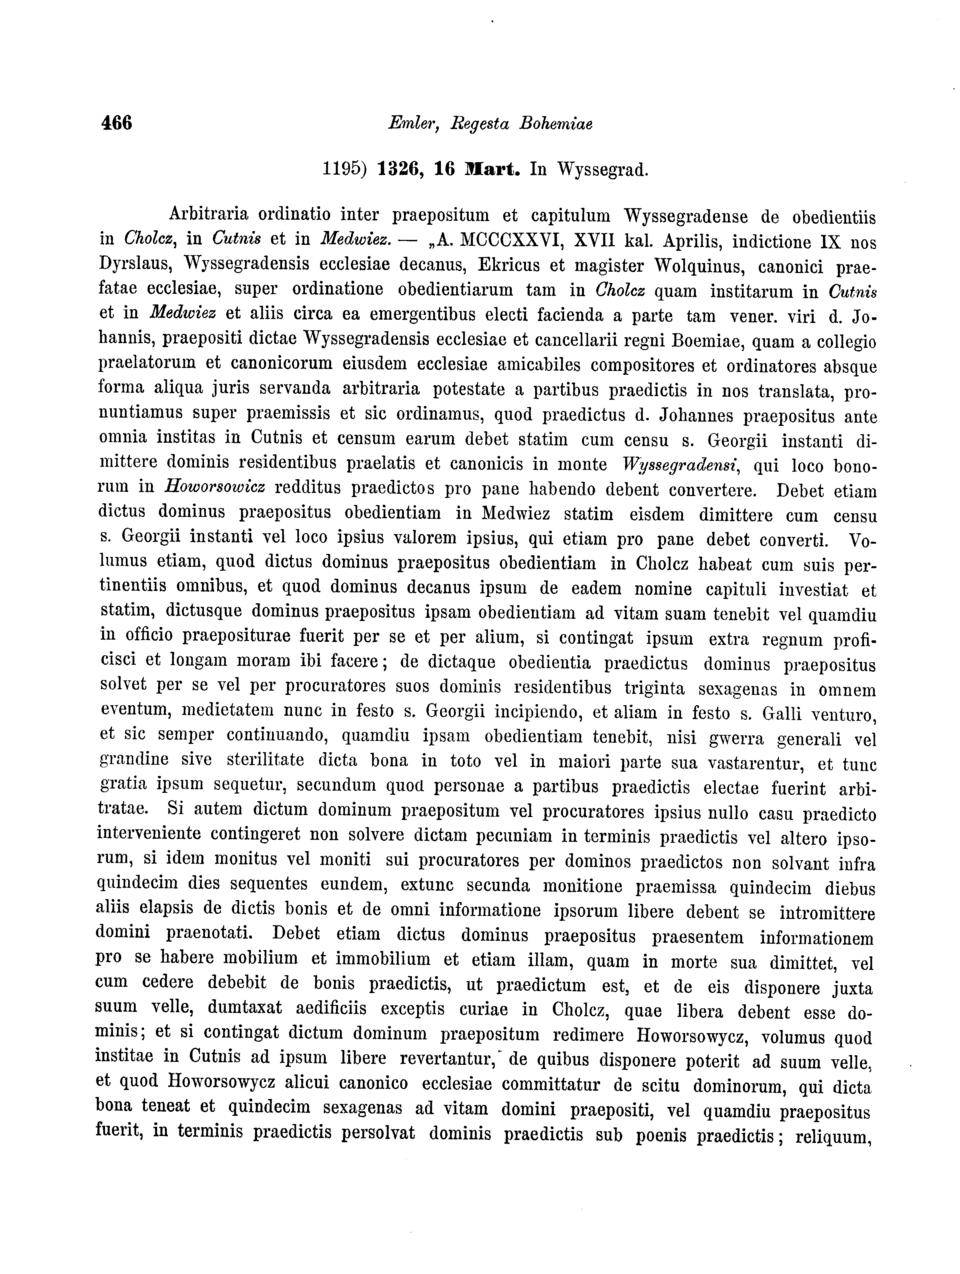 466 Emler, Regesta Bohemiae
1195) 1326, 16 Mart. In Wyssegrad.
Arbitraria ordinatio inter praepositum et capitulum Wyssegradense de obedientiis
in Cholcz, in Cutnis et in Medwiez. — „A. MCCCXXVI, XVII kal. Aprilis, indictione IX nos
Dyrslaus, Wyssegradensis ecclesiae decanus, Ekricus et magister Wolquinus, canonici prae-
fatae ecclesiae, super ordinatione obedientiarum tam in Cholcz quam institarum in Cutnis
et in Medwiez et aliis circa ea emergentibus electi facienda a parte tam vener. viri d. Jo-
hannis, praepositi dictae Wyssegradensis ecclesiae et cancellarii regni Boemiae, quam a collegio
praelatorum et canonicorum eiusdem ecclesiae amicabiles compositores et ordinatores absque
forma aliqua juris servanda arbitraria potestate a partibus praedictis in nos translata, pro-
nuntiamus super praemissis et sic ordinamus, quod praedictus d. Johannes praepositus ante
omnia institas in Cutnis et censum earum debet statim cum censu s. Georgii instanti di-
mittere dominis residentibus praelatis et canonicis in monte Wyssegradensi, qui loco bono-
rum in Howorsowicz redditus praedictos pro pane habendo debent convertere. Debet etiam
dictus dominus praepositus obedientiam in Medwiez statim eisdem dimittere cum censu
s. Georgii instanti vel loco ipsius valorem ipsius, qui etiam pro pane debet converti. Vo-
lumus etiam, quod dictus dominus praepositus obedientiam in Cholcz habeat cum suis per-
tinentiis omnibus, et quod dominus decanus ipsum de eadem nomine capituli investiat et
statim, dictusque dominus praepositus ipsam obedientiam ad vitam suam tenebit vel quamdiu
in officio praepositurae fuerit per se et per alium, si contingat ipsum extra regnum profi-
cisci et longam moram ibi facere; de dictaque obedientia praedictus dominus praepositus
solvet per se vel per procuratores suos dominis residentibus triginta sexagenas in omnem
eventum, medietatem nunc in festo s. Georgii incipiendo, et aliam in festo s. Galli venturo,
et sic semper continuando, quamdiu ipsam obedientiam tenebit, nisi gwerra generali vel
grandine sive sterilitate dicta bona in toto vel in maiori parte sua vastarentur, et tunc
gratia ipsum sequetur, secundum quod personae a partibus praedictis electae fuerint arbi-
tratae. Si autem dictum dominum praepositum vel procuratores ipsius nullo casu praedicto
interveniente contingeret non solvere dictam pecuniam in terminis praedictis vel altero ipso-
rum, si idem monitus vel moniti sui procuratores per dominos praedictos non solvant infra
quindecim dies sequentes eundem, extunc secunda monitione praemissa quindecim diebus
aliis elapsis de dictis bonis et de omni informatione ipsorum libere debent se intromittere
domini praenotati. Debet etiam dictus dominus praepositus praesentem informationem
pro se habere mobilium et immobilium et etiam illam, quam in morte sua dimittet, vel
cum cedere debebit de bonis praedictis, ut praedictum est, et de eis disponere juxta
suum velle, dumtaxat aedificiis exceptis curiae in Cholcz, quae libera debent esse do-
minis; et si contingat dictum dominum praepositum redimere Howorsowycz, volumus quod
institae in Cutnis ad ipsum libere revertantur, de quibus disponere poterit ad suum velle,
et quod Howorsowycz alicui canonico ecclesiae committatur de scitu dominorum, qui dicta
bona teneat et quindecim sexagenas ad vitam domini praepositi, vel quamdiu praepositus
fuerit, in terminis praedictis persolvat dominis praedictis sub poenis praedictis; reliquum,